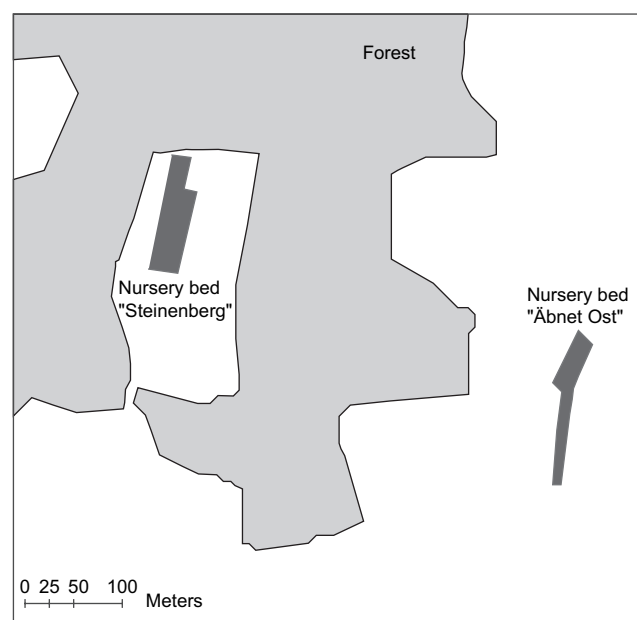 Forest
Nursery bed
"Steinenberg"
Nursery bed
"Äbnet Ost"
0 25 50 100
Meters